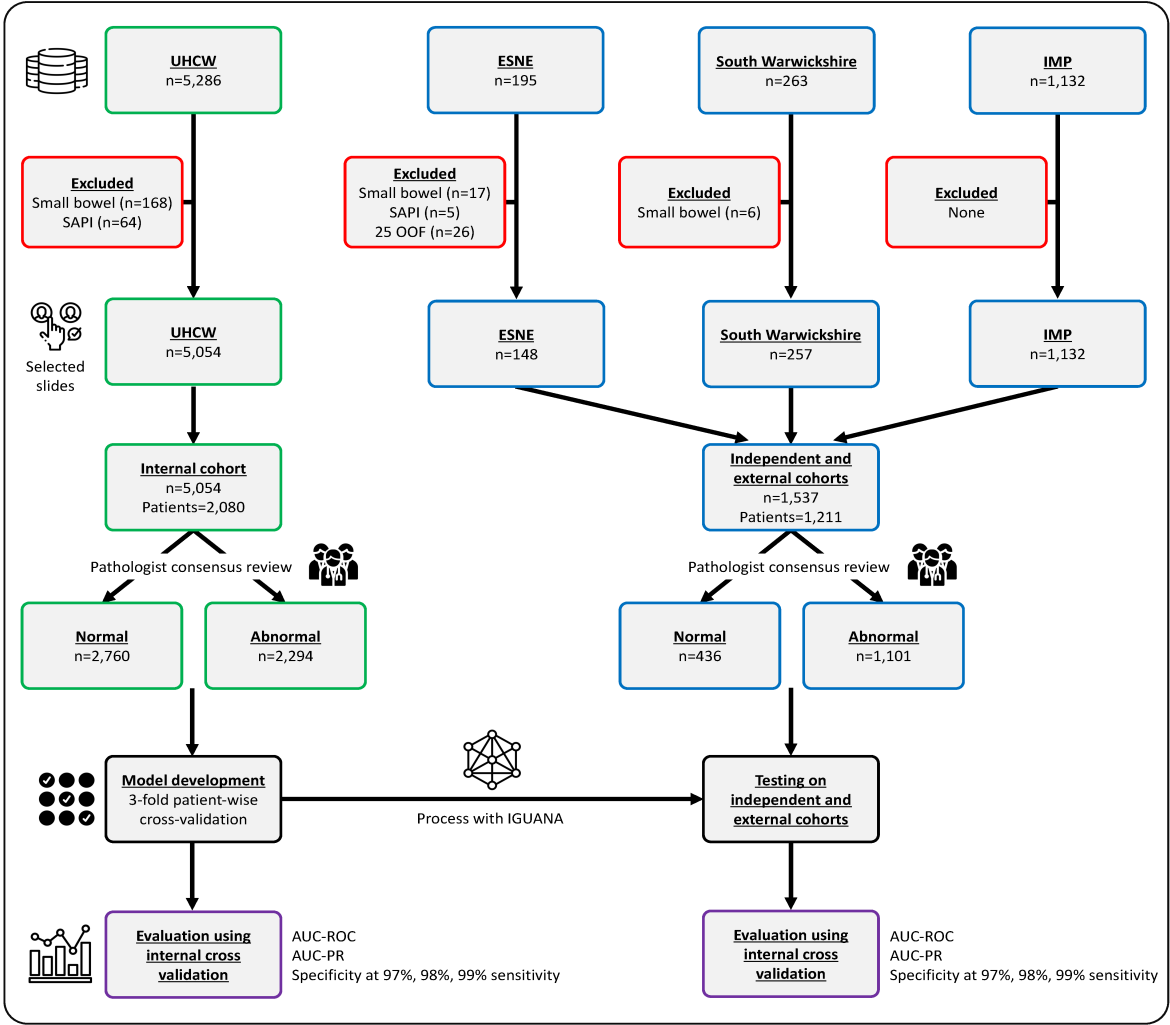 UHCW
n=5,286
ESNE
n=195
South Warwickshire
n=263
IMP
n=1,132
Excluded
Small bowel (n=168)
SAPI (n=64)
Excluded
Small bowel (n=17)
SAPI (n=5)
25 OOF (n=26)
Excluded
Small bowel (n=6)
Excluded
None
Selected
slides
UHCW
n=5,054
ESNE
n=148
South Warwickshire
n=257
IMP
n=1,132
Internal cohort
n=5,054
Patients=2,080
Independent and
external cohorts
n=1,537
Patients=1,211
Pathologist consensus review
Pathologist consensus review
Normal
n=2,760
Abnormal
n=2,294
Normal
n=436
Abnormal
n=1,101
Model development
3-fold patient-wise
cross-validation
Process with IGUANA
Testing on
independent and
external cohorts
Evaluation using
internal cross
validation
AUC-ROC
AUC-PR
Specificity at 97%, 98%, 99% sensitivity
Evaluation using
internal cross
validation
AUC-ROC
AUC-PR
Specificity at 97%, 98%, 99% sensitivity